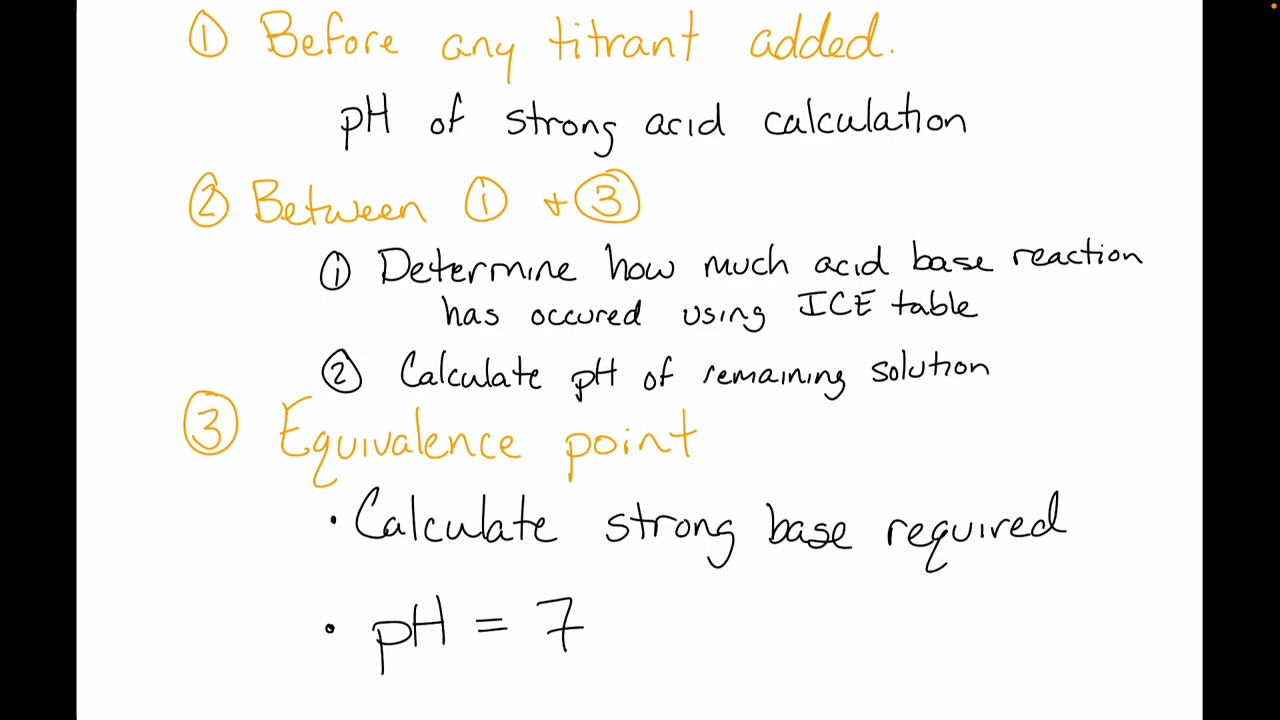 ① Before any titrant added.
pH of strong acid calculation
② Between ① + ③
① Determine how much acid base reaction
has occured using ICE table
② Calculate pH of remaining solution
③ Equivalence point
· Calculate strong base required
· pH = 7